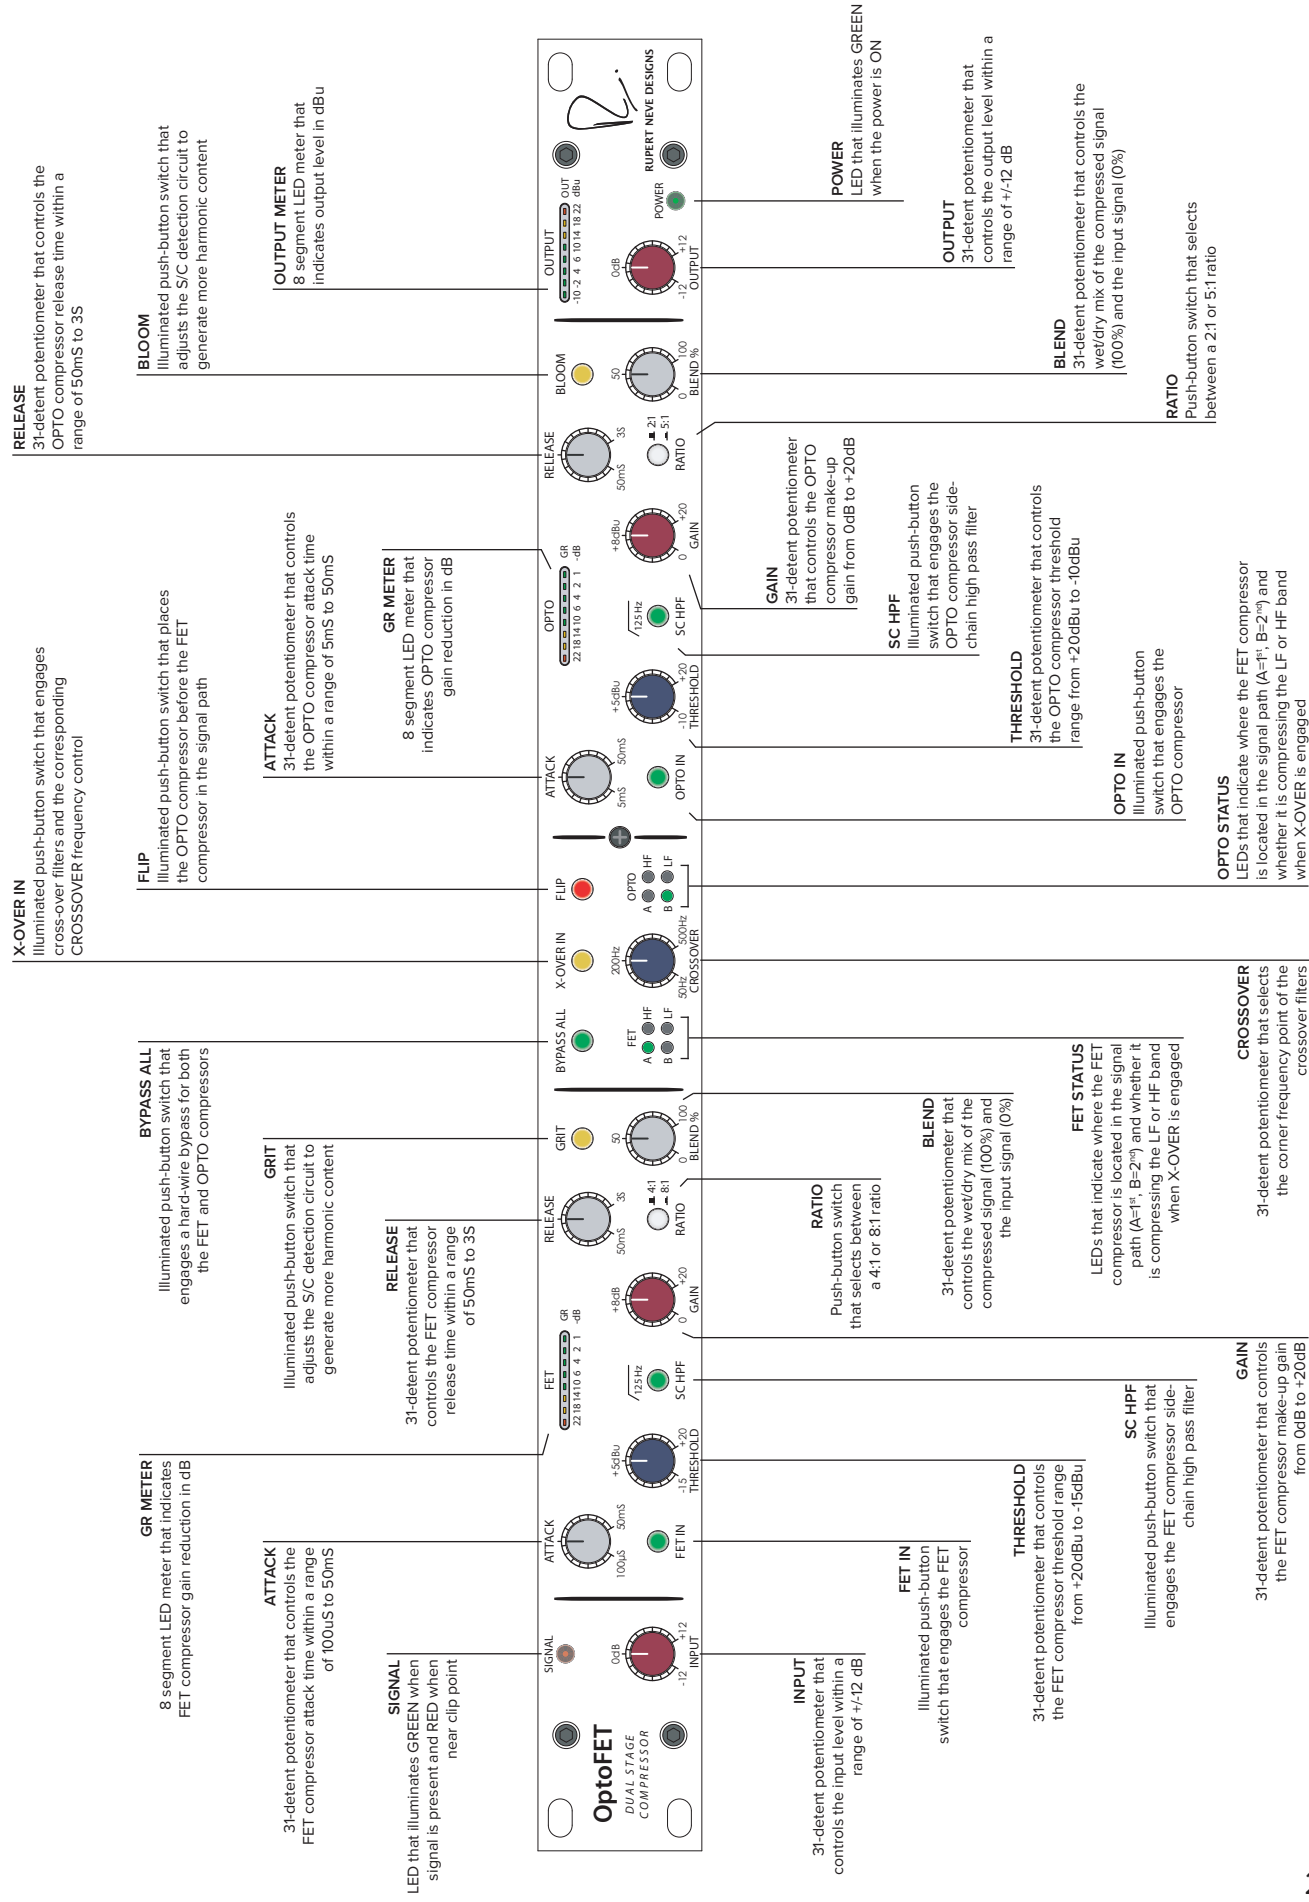 GR METER
8 segment LED meter that indicates
FET compressor gain reduction in dB
ATTACK
31-detent potentiometer that controls the
FET compressor attack time within a range
of 100uS to 50mS
SIGNAL
LED that illuminates GREEN when
signal is present and RED when
near clip point
BYPASS ALL
Illuminated push-button switch that
engages a hard-wire bypass for both
the FET and OPTO compressors
GRIT
Illuminated push-button switch that
adjusts the S/C detection circuit to
generate more harmonic content
RELEASE
31-detent potentiometer that
controls the FET compressor
release time within a range
of 50mS to 3S
X-OVER IN
Illuminated push-button switch that engages
cross-over filters and the corresponding
CROSSOVER frequency control
FLIP
Illuminated push-button switch that places
the OPTO compressor before the FET
compressor in the signal path
ATTACK
31-detent potentiometer that controls
the OPTO compressor attack time
within a range of 5mS to 50mS
GR METER
8 segment LED meter that
indicates OPTO compressor
gain reduction in dB
RELEASE
31-detent potentiometer that controls the
OPTO compressor release time within a
range of 50mS to 3S
BLOOM
Illuminated push-button switch that
adjusts the S/C detection circuit to
generate more harmonic content
OUTPUT METER
8 segment LED meter that
indicates output level in dBu
OptoFET
DUAL STAGE
COMPRESSOR
SIGNAL
0dB
-12 +12
INPUT
ATTACK
100µS 50mS
FET IN
+5dBu
-15 +20
THRESHOLD
FET
22 18 14 10 6 4 2 1
GR
-dB
125 Hz
SC HPF
+8dB
0 +20
GAIN
RELEASE
50mS 3S
4:1
8:1
RATIO
GRIT
50
0 100
BLEND %
BYPASS ALL
FET
A HF
B LF
X-OVER IN
200Hz
50Hz 500Hz
CROSSOVER
FLIP
OPTO
A HF
B LF
ATTACK
5mS 50mS
OPTO IN
+5dBu
-10 +20
THRESHOLD
OPTO
22 18 14 10 6 4 2 1
GR
-dB
125 Hz
SC HPF
+8dBu
0 +20
GAIN
RELEASE
50mS 3S
2:1
5:1
RATIO
BLOOM
50
0 100
BLEND %
OUTPUT
-10 -2 4 6 10 14 18 22
OUT
dBu
0dB
-12 +12
OUTPUT
POWER
RUPERT NEVE DESIGNS
INPUT
31-detent potentiometer that
controls the input level within a
range of +/-12 dB
FET IN
Illuminated push-button
switch that engages the FET
compressor
THRESHOLD
31-detent potentiometer that controls
the FET compressor threshold range
from +20dBu to -15dBu
SC HPF
Illuminated push-button switch that
engages the FET compressor side-
chain high pass filter
GAIN
31-detent potentiometer that controls
the FET compressor make-up gain
from 0dB to +20dB
RATIO
Push-button switch
that selects between
a 4:1 or 8:1 ratio
BLEND
31-detent potentiometer that
controls the wet/dry mix of the
compressed signal (100%) and
the input signal (0%)
FET STATUS
LEDs that indicate where the FET
compressor is located in the signal
path (A=1st, B=2nd) and whether it
is compressing the LF or HF band
when X-OVER is engaged
CROSSOVER
31-detent potentiometer that selects
the corner frequency point of the
crossover filters
GAIN
31-detent potentiometer
that controls the OPTO
compressor make-up
gain from 0dB to +20dB
SC HPF
Illuminated push-button
switch that engages the
OPTO compressor side-
chain high pass filter
THRESHOLD
31-detent potentiometer that controls
the OPTO compressor threshold
range from +20dBu to -10dBu
OPTO IN
Illuminated push-button
switch that engages the
OPTO compressor
OPTO STATUS
LEDs that indicate where the FET compressor
is located in the signal path (A=1st, B=2nd) and
whether it is compressing the LF or HF band
when X-OVER is engaged
POWER
LED that illuminates GREEN
when the power is ON
OUTPUT
31-detent potentiometer that
controls the output level within a
range of +/-12 dB
BLEND
31-detent potentiometer that controls the
wet/dry mix of the compressed signal
(100%) and the input signal (0%)
RATIO
Push-button switch that selects
between a 2:1 or 5:1 ratio